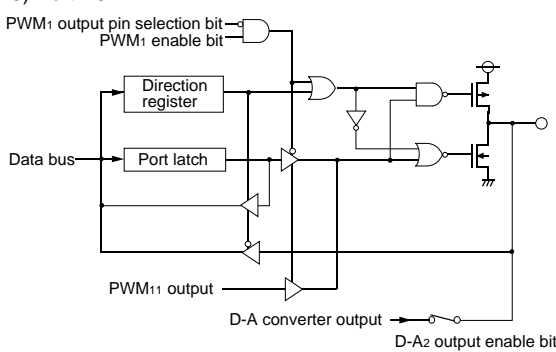 PWM1 output pin selection bit
PWM1 enable bit
Direction
register
Data bus
Port latch
PWM11 output
D-A converter output
D-A2 output enable bit